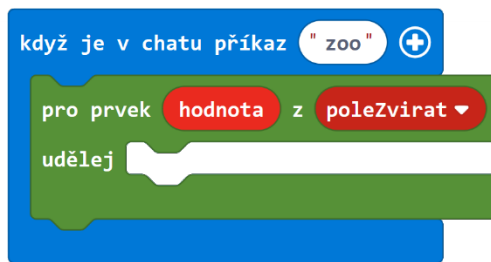 když je v chatu příkaz "zoo"
pro prvek hodnota z poleZvirat
udělej